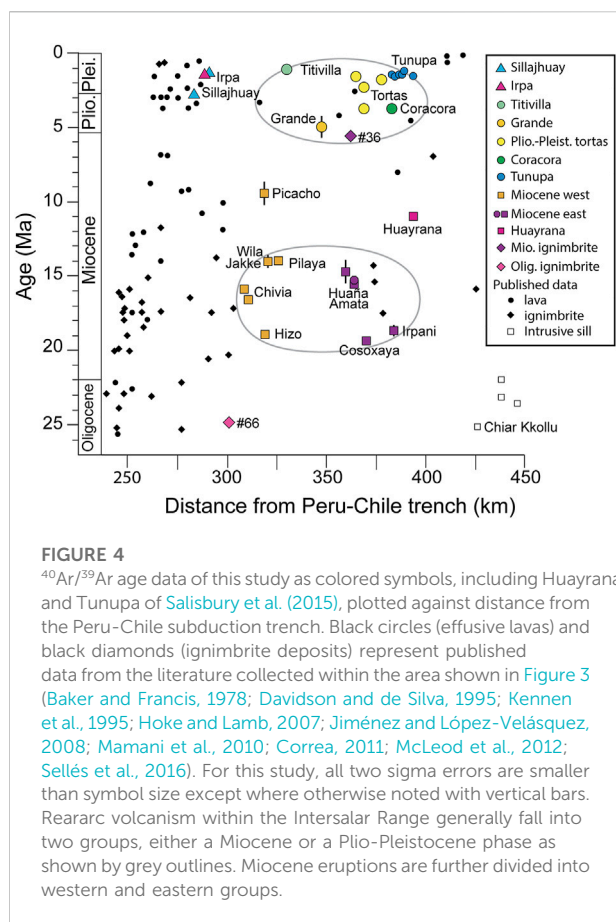 0
5
10
15
20
25
Age (Ma)
Plei.
Plio.
Miocene
Oligocene
Titivilla
Tunupa
Irpa
Sillajhuay
Tortas
Grande
Coracora
#36
Picacho
Huayrana
Wila
Jakke
Pilaya
Chivia
Huaña
Amata
Hizo
Irpani
Cosoxaya
#66
Chiar Kkollu
250
300
350
400
450
Distance from Peru-Chile trench (km)
Sillajhuay
Irpa
Titivilla
Grande
Plio.-Pleist. tortas
Coracora
Tunupa
Miocene west
Miocene east
Huayrana
Mio. ignimbrite
Olig. ignimbrite
Published data
lava
ignimbrite
Intrusive sill
FIGURE 4
⁴⁰Ar/³⁹Ar age data of this study as colored symbols, including Huayrana
and Tunupa of Salisbury et al. (2015), plotted against distance from
the Peru-Chile subduction trench. Black circles (effusive lavas) and
black diamonds (ignimbrite deposits) represent published
data from the literature collected within the area shown in Figure 3
(Baker and Francis, 1978; Davidson and de Silva, 1995; Kennen
et al., 1995; Hoke and Lamb, 2007; Jiménez and López-Velásquez,
2008; Mamani et al., 2010; Correa, 2011; McLeod et al., 2012;
Sellés et al., 2016). For this study, all two sigma errors are smaller
than symbol size except where otherwise noted with vertical bars.
Rearàrc volcanism within the Intersalar Range generally fall into
two groups, either a Miocene or a Plio-Pleistocene phase as
shown by grey outlines. Miocene eruptions are further divided into
western and eastern groups.